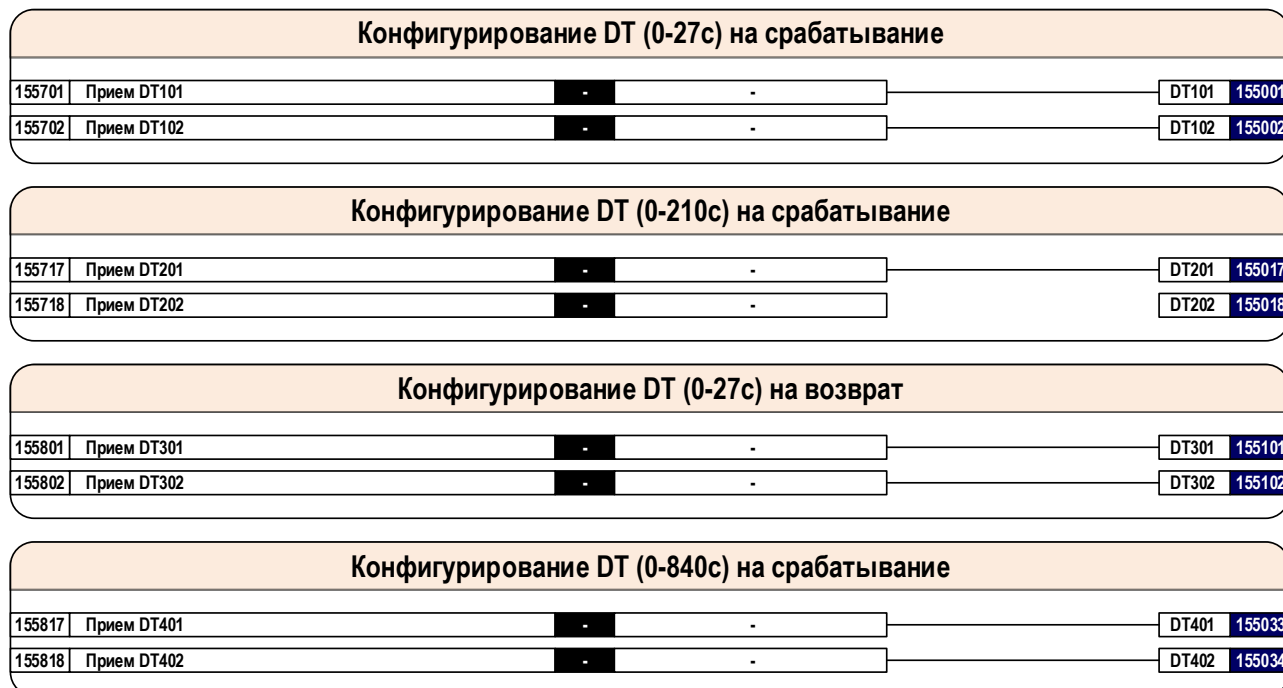 Конфигурирование DT (0-27с) на срабатывание
155701 Прием DT101 - - DT101 155001
155702 Прием DT102 - - DT102 155002
Конфигурирование DT (0-210с) на срабатывание
155717 Прием DT201 - - DT201 155017
155718 Прием DT202 - - DT202 155018
Конфигурирование DT (0-27с) на возврат
155801 Прием DT301 - - DT301 155101
155802 Прием DT302 - - DT302 155102
Конфигурирование DT (0-840с) на срабатывание
155817 Прием DT401 - - DT401 155033
155818 Прием DT402 - - DT402 155034